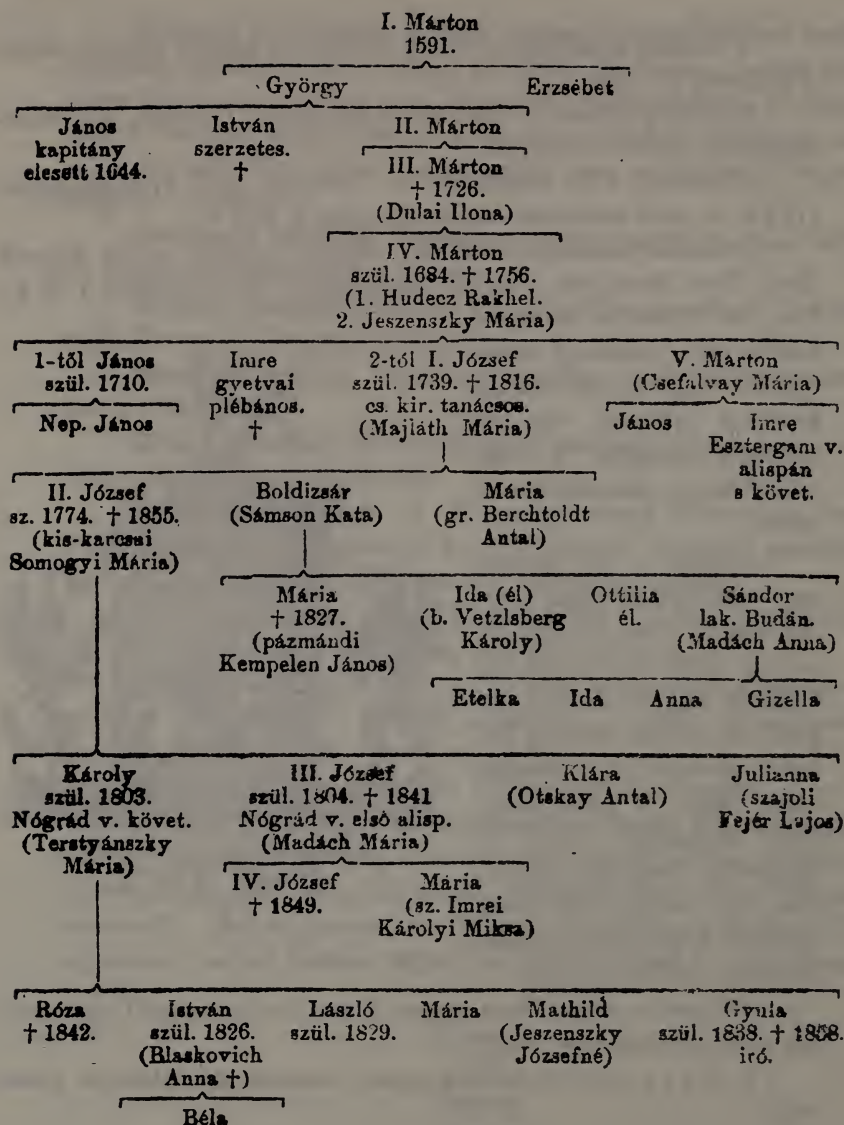 I. Márton
1591.
György Erzsébet
János István II. Márton
kapitány szerzetes.
elesett 1644. †
III. Márton
† 1726.
(Dulai Ilona)
IV. Márton
szül. 1684. † 1756.
(1. Hudecz Rakhel.
2. Jeszenszky Mária)
1-től János Imre 2-tól I. József V. Márton
szül. 1710. gyetvai szül. 1739. † 1816. (Csefalvay Mária)
plébános. cs. kir. tanácsos.
† (Majláth Mária)
Nep. János János Imre
Esztergam v.
alispán
s követ.
II. József Boldizsár Mária
sz. 1774. † 1855. (Sámson Kata) (gr. Berchtoldt
(kis-karcsai Antal)
Somogyi Mária)
Mária Ida (él) Ottilia Sándor
† 1827. (b. Vetzlsberg él. lak. Budán.
(pázmándi Károly) (Madách Anna)
Kempelen János)
Etelka Ida Anna Gizella
Károly III. József Klára Julianna
szül. 1803. szül. 1804. † 1841 (Otskay Antal) (szajoli
Nógrád v. követ. Nógrád v. első alisp. Fejér Lajos)
(Terstyánszky (Madách Mária)
Mária)
IV. József Mária
† 1849. (sz. Imrei
Károlyi Miksa)
Róza István László Mária Mathild Gyula
† 1842. szül. 1826. szül. 1829. (Jeszenszky szül. 1838. † 1858.
(Blaskovich Józsefné) iró.
Anna †)
Béla